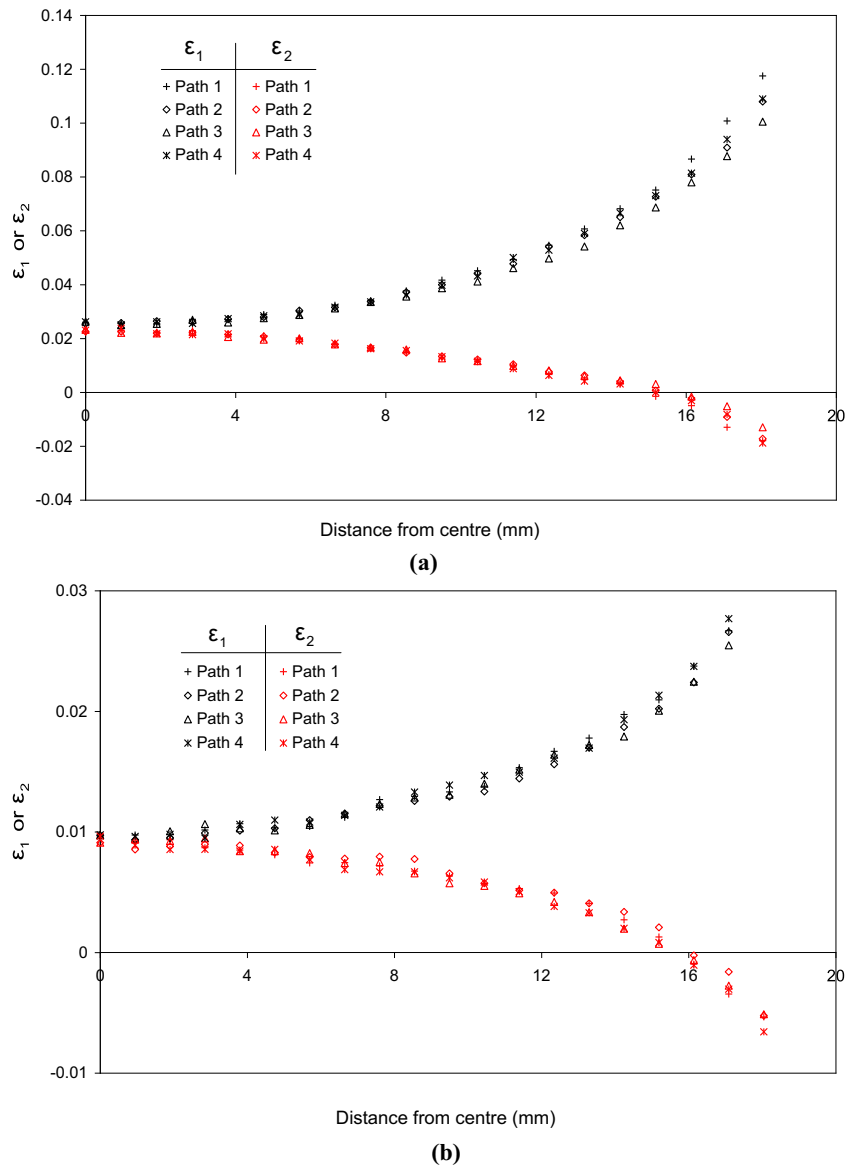 0.14
0.12
0.1
0.08
0.06
0.04
0.02
0
-0.02
-0.04
ε1 or ε2
ε1 ε2
Path 1 Path 1
Path 2 Path 2
Path 3 Path 3
Path 4 Path 4
0 4 8 12 16 20
Distance from centre (mm)
(a)
0.03
0.02
0.01
0
-0.01
ε1 or ε2
ε1 ε2
Path 1 Path 1
Path 2 Path 2
Path 3 Path 3
Path 4 Path 4
0 4 8 12 16 20
Distance from centre (mm)
(b)